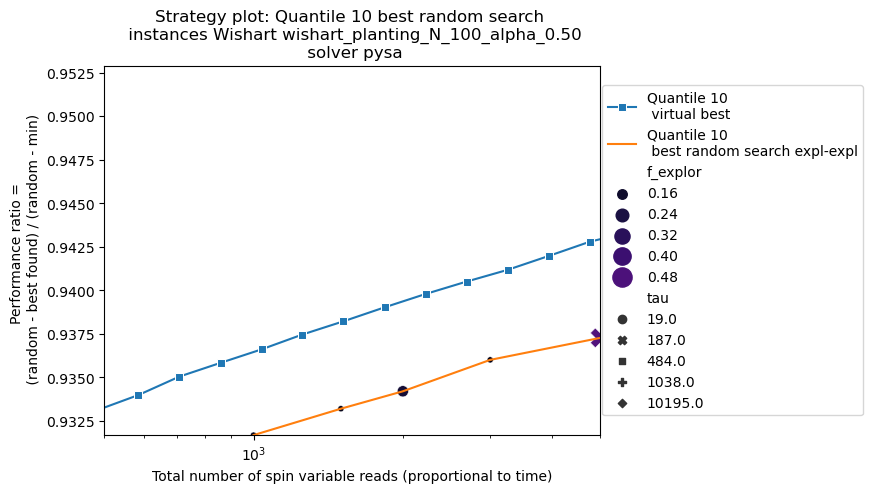 Strategy plot: Quantile 10 best random search
instances Wishart wishart_planting_N_100_alpha_0.50
solver pysa
0.9525
0.9500
0.9475
0.9450
0.9425
0.9400
0.9375
0.9350
0.9325
Performance ratio =
(random - best found) / (random - min)
10³
Total number of spin variable reads (proportional to time)
Quantile 10
virtual best
Quantile 10
best random search expl-expl
f_explor
0.16
0.24
0.32
0.40
0.48
tau
19.0
187.0
484.0
1038.0
10195.0